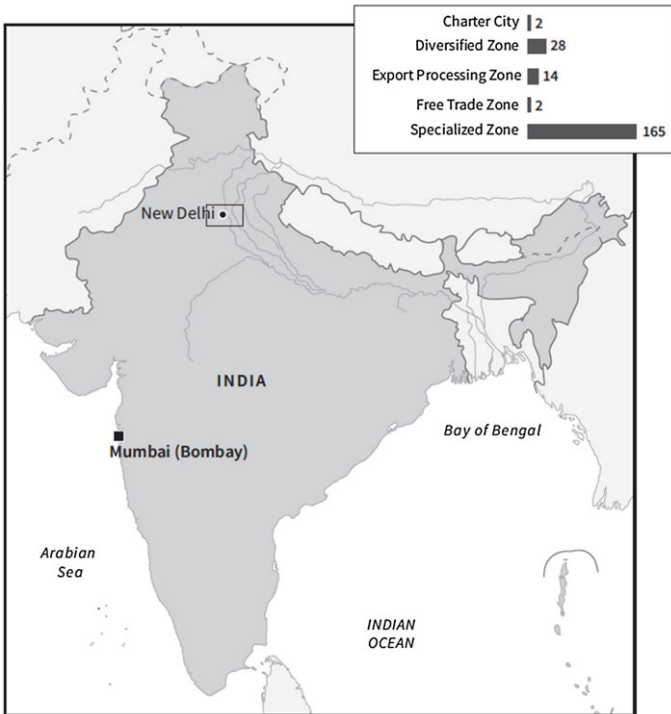 Charter City 2
Diversified Zone 28
Export Processing Zone 14
Free Trade Zone 2
Specialized Zone 165
New Delhi
INDIA
Bay of Bengal
Mumbai (Bombay)
Arabian
Sea
INDIAN
OCEAN